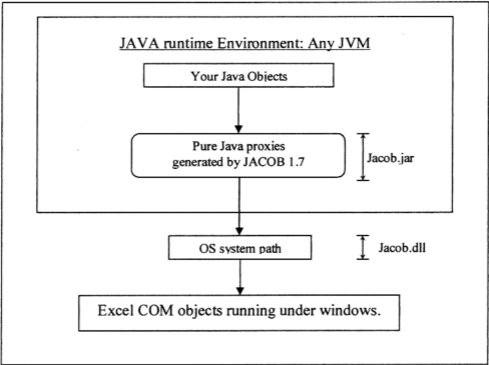 JAVA runtime Environment: Any JVM
Your Java Objects
Pure Java proxies
generated by JACOB 1.7
Jacob.jar
OS system path
Jacob.dll
Excel COM objects running under windows.